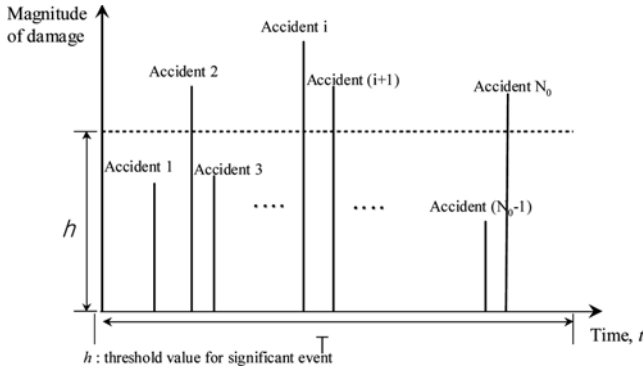 Magnitude
of damage
Accident i
Accident 2
Accident (i+1)
Accident N₀
Accident 1
Accident 3
....
....
Accident (N₀-1)
h
Time, t
T
h : threshold value for significant event